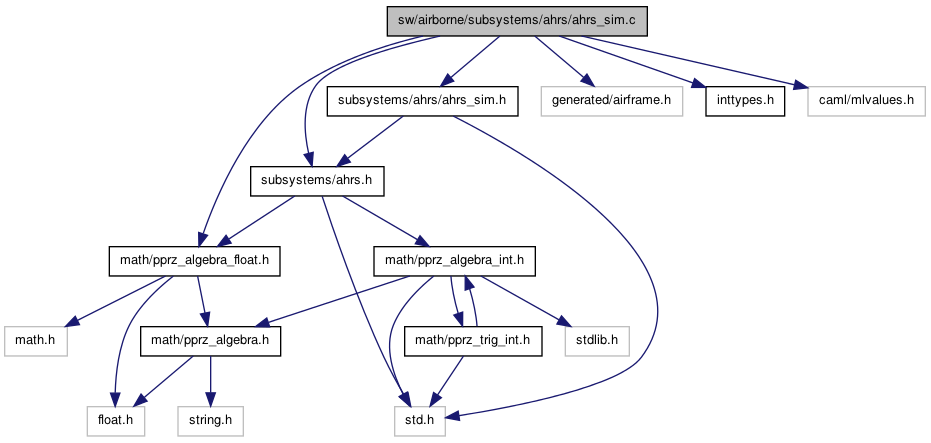 sw/airborne/subsystems/ahrs/ahrs_sim.c
subsystems/ahrs/ahrs_sim.h
generated/airframe.h
inttypes.h
caml/mlvalues.h
subsystems/ahrs.h
math/pprz_algebra_float.h
math/pprz_algebra_int.h
math.h
math/pprz_algebra.h
math/pprz_trig_int.h
stdlib.h
float.h
string.h
std.h